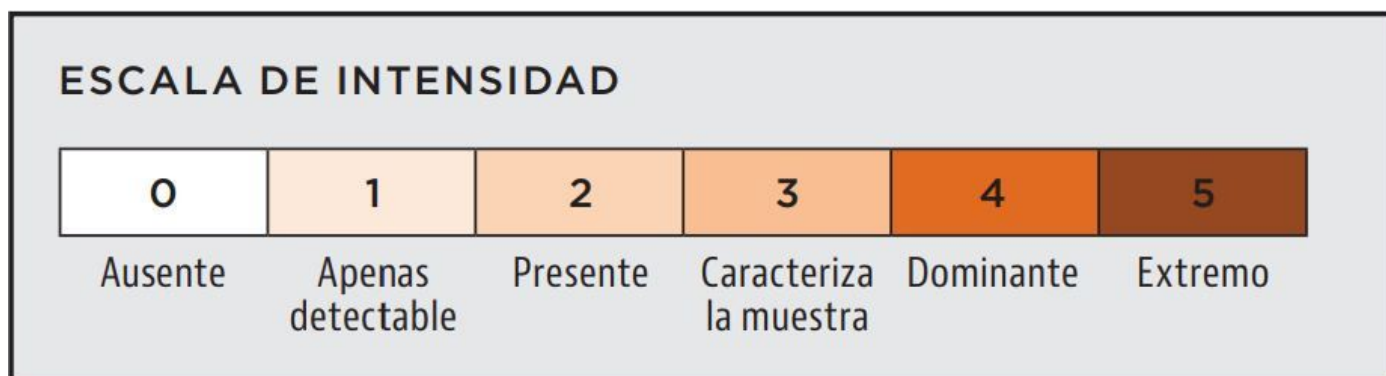 ESCALA DE INTENSIDAD
0 1 2 3 4 5
Ausente Apenas detectable Presente Caracteriza la muestra Dominante Extremo